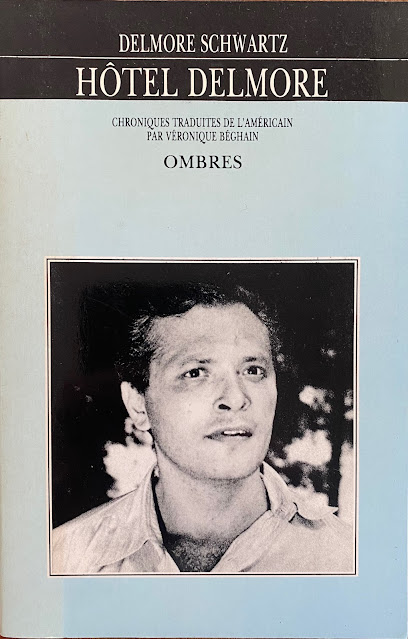 DELMORE SCHWARTZ
HÔTEL DELMORE
CHRONIQUES TRADUITES DE L'AMÉRICAIN
PAR VÉRONIQUE BÉGHAIN
OMBRES